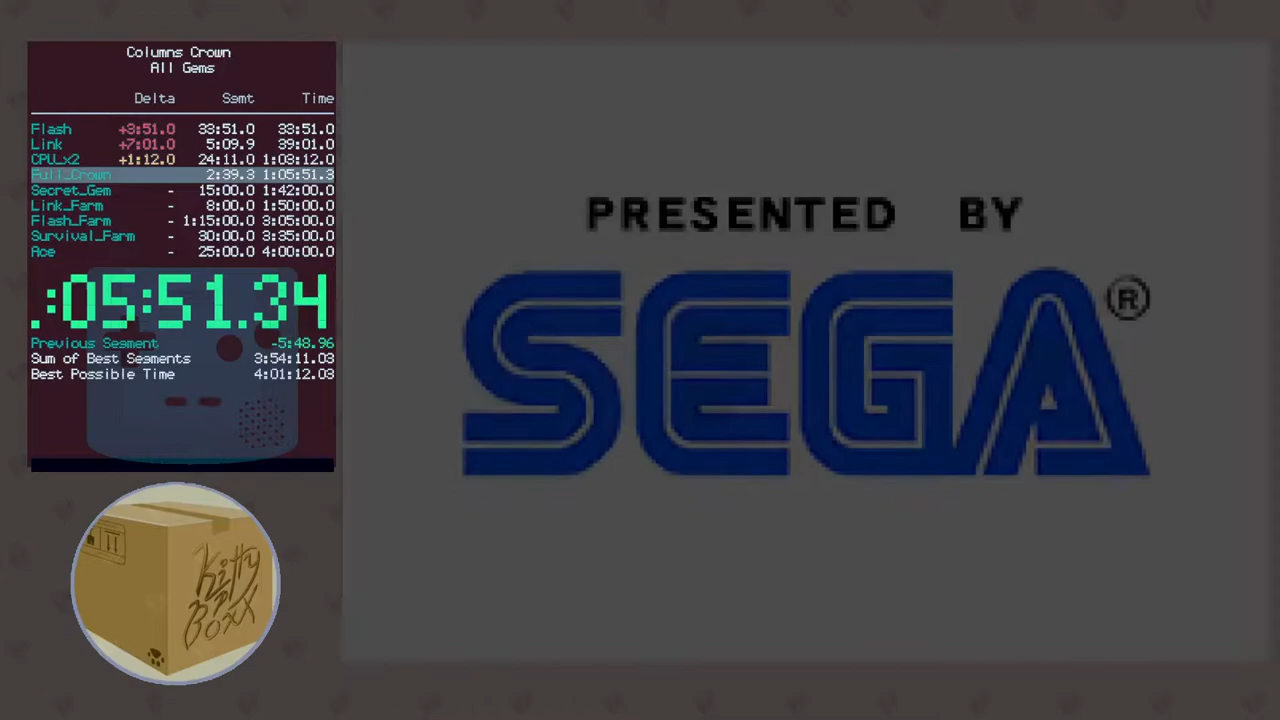 Columns Crown
All Gems
Delta Sgmt Time
Flash +3:51.0 33:51.0 33:51.0
Link +7:01.0 5:09.9 39:01.0
CPU_x2 +1:12.0 24:11.0 1:03:12.0
Full_Crown 2:39.3 1:05:51.3
Secret_Gem - 15:00.0 1:42:00.0
Link_Farm - 8:00.0 1:50:00.0
Flash_Farm - 1:15:00.0 3:05:00.0
Survival_Farm - 30:00.0 3:35:00.0
Ace - 25:00.0 4:00:00.0
.:05:51.34
Previous Segment -5:48.96
Sum of Best Segments 3:54:11.03
Best Possible Time 4:01:12.03
Kitty
Boxx
PRESENTED BY
SEGA®